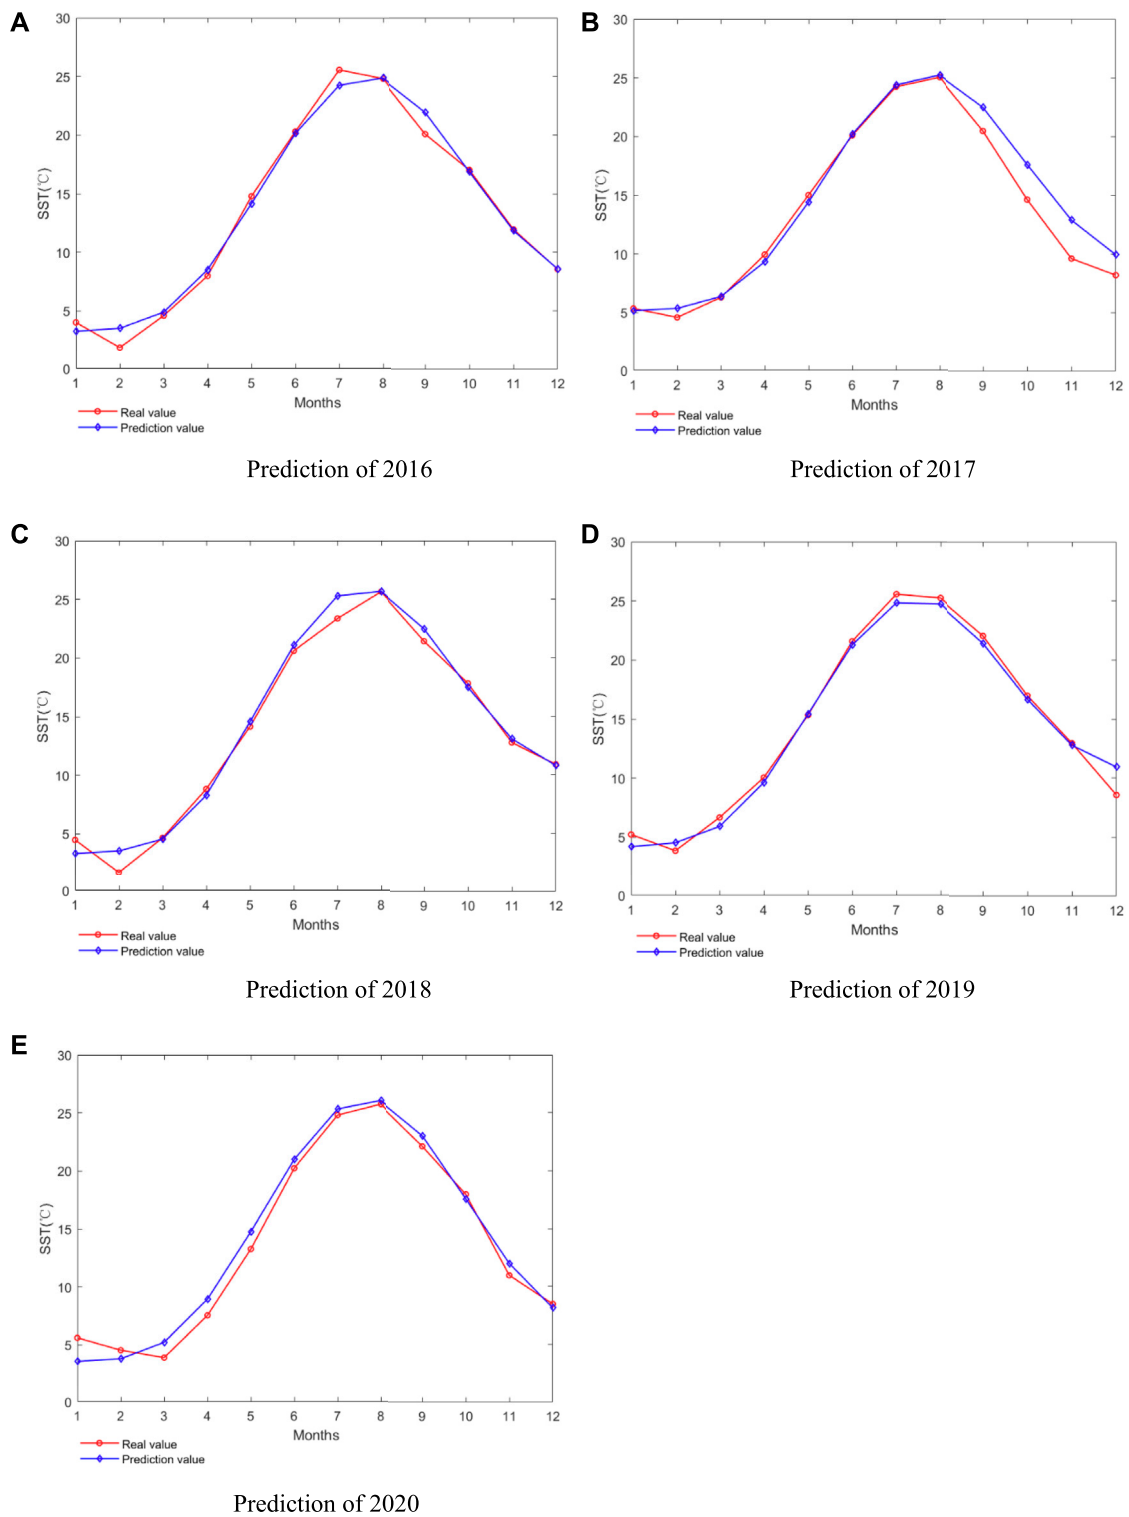 A
30
25
20
15
10
5
0
SST(℃)
1 2 3 4 5 6 7 8 9 10 11 12
Months
Real value
Prediction value
Prediction of 2016
B
30
25
20
15
10
5
0
SST(℃)
1 2 3 4 5 6 7 8 9 10 11 12
Months
Real value
Prediction value
Prediction of 2017
C
30
25
20
15
10
5
0
SST(℃)
1 2 3 4 5 6 7 8 9 10 11 12
Months
Real value
Prediction value
Prediction of 2018
D
30
25
20
15
10
5
0
SST(℃)
1 2 3 4 5 6 7 8 9 10 11 12
Months
Real value
Prediction value
Prediction of 2019
E
30
25
20
15
10
5
0
SST(℃)
1 2 3 4 5 6 7 8 9 10 11 12
Months
Real value
Prediction value
Prediction of 2020